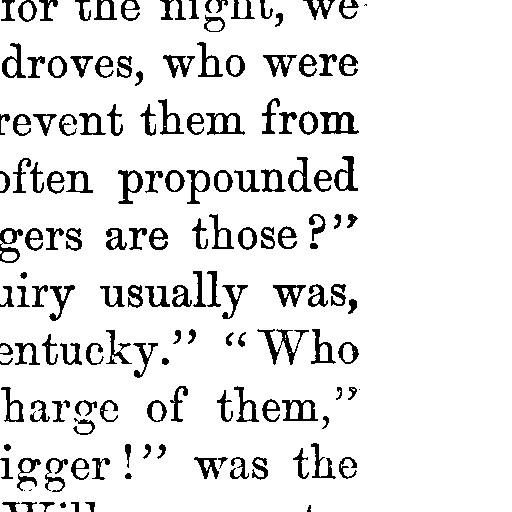 for the night, we
droves, who were
revent them from
often propounded
gers are those?"
uiry usually was,
entucky." "Who
harge of them,"
igger!" was the